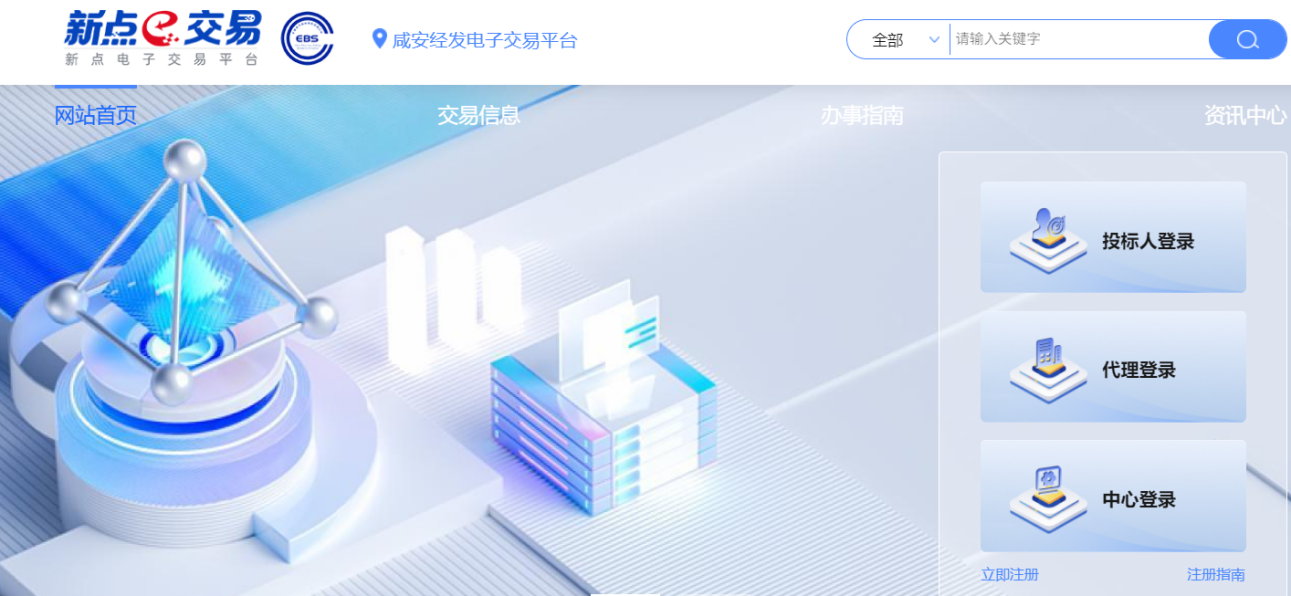 新点e交易
新点电子交易平台
EBS
咸安经发电子交易平台
全部
请输入关键字
网站首页
交易信息
办事指南
资讯中心
投标人登录
代理登录
中心登录
立即注册
注册指南